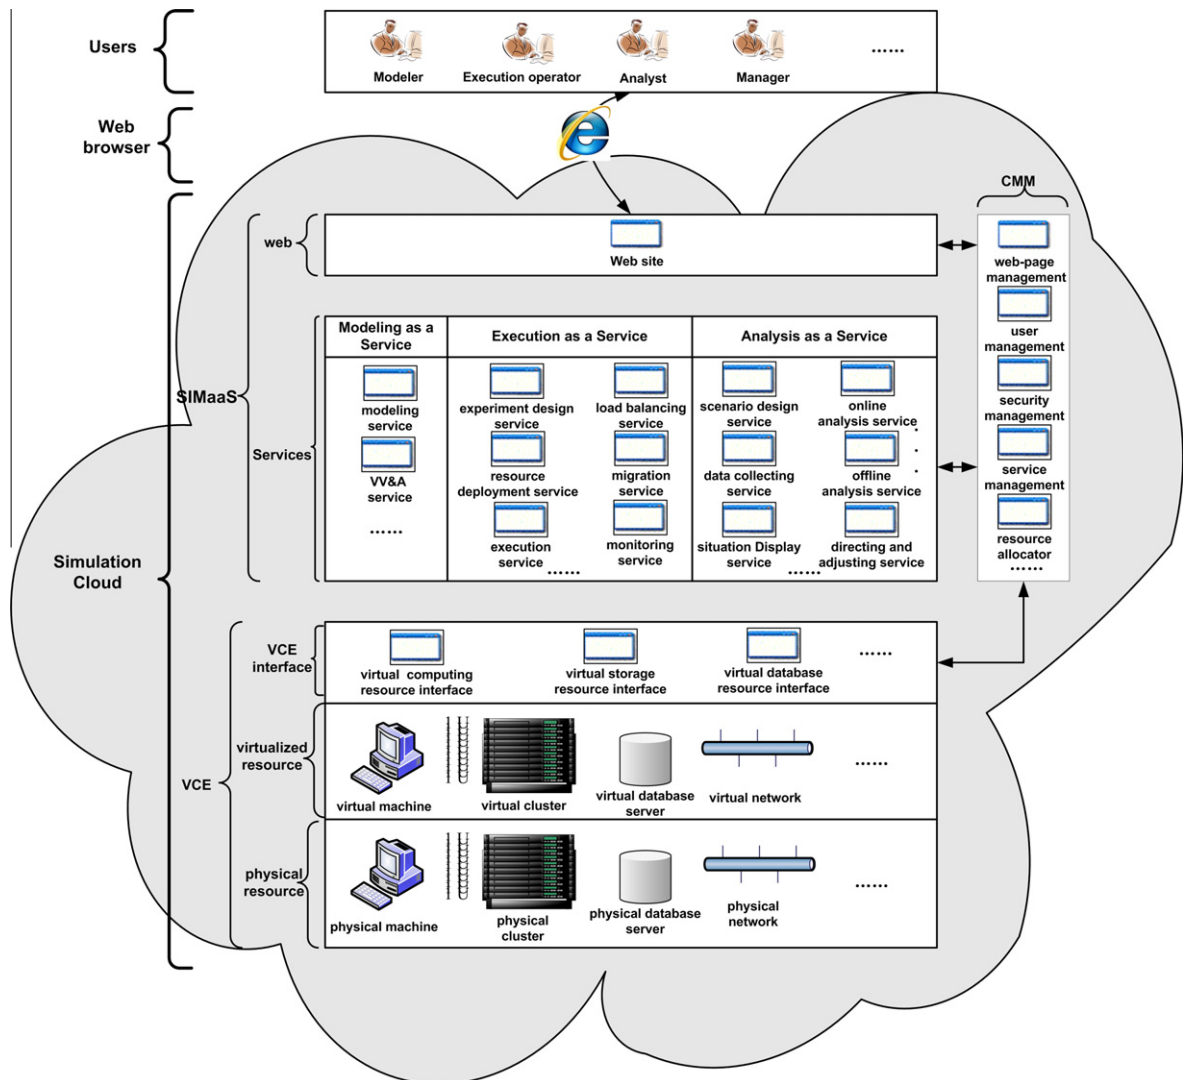 Users
Modeler
Execution operator
Analyst
Manager
......
Web
browser
CMM
Simulation
Cloud
SIMaaS
web
Web site
web-page
management
user
management
security
management
service
management
resource
allocator
......
Services
Modeling as a
Service
Execution as a Service
Analysis as a Service
modeling
service
VV&A
service
......
experiment design
service
load balancing
service
resource
deployment service
migration
service
execution
service
monitoring
service
......
scenario design
service
online
analysis service
data collecting
service
offline
analysis service
situation Display
service
directing and
adjusting service
......
VCE
VCE
interface
virtual computing
resource interface
virtual storage
resource interface
virtual database
resource interface
......
virtualized
resource
virtual machine
virtual cluster
virtual database
server
virtual network
......
physical
resource
physical machine
physical
cluster
physical database
server
physical
network
......